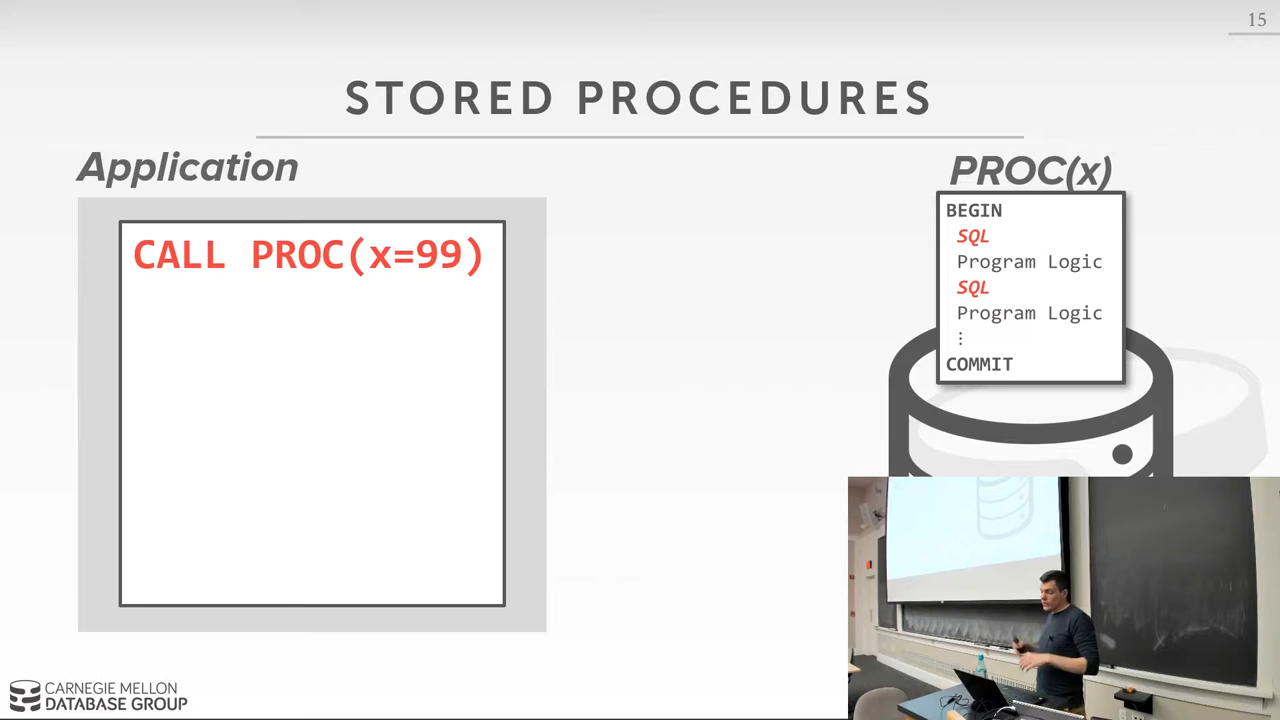 15
STORED PROCEDURES
Application
CALL PROC(x=99)
PROC(x)
BEGIN
SQL
Program Logic
SQL
Program Logic
⋮
COMMIT
CARNEGIE MELLON
DATABASE GROUP